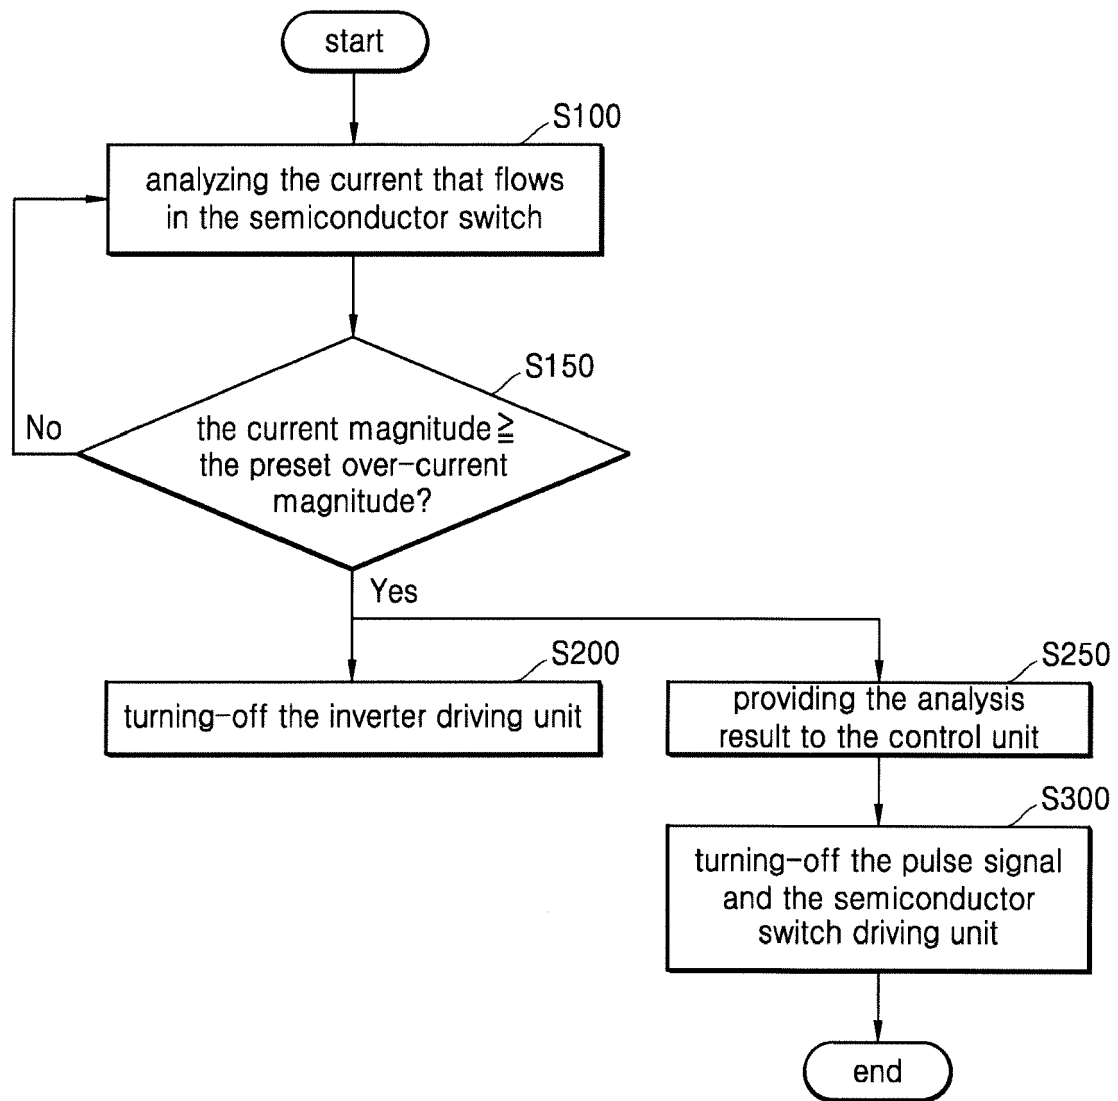 start
S100
analyzing the current that flows
in the semiconductor switch
S150
No
the current magnitude ≧
the preset over-current
magnitude?
Yes
S200
turning-off the inverter driving unit
S250
providing the analysis
result to the control unit
S300
turning-off the pulse signal
and the semiconductor
switch driving unit
end